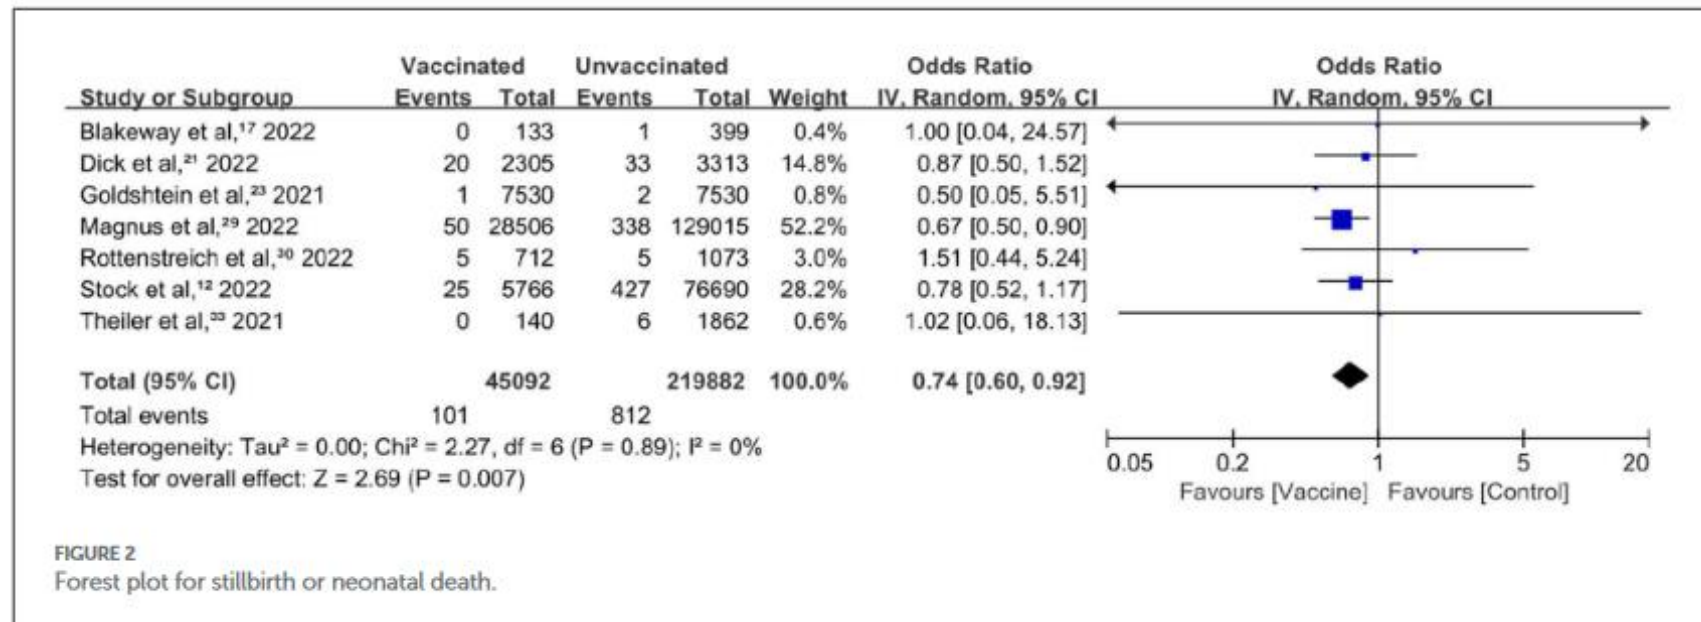 Vaccinated Unvaccinated Odds Ratio Odds Ratio
Study or Subgroup Events Total Events Total Weight IV, Random, 95% CI IV, Random, 95% CI
Blakeway et al,¹⁷ 2022 0 133 1 399 0.4% 1.00 [0.04, 24.57]
Dick et al,²¹ 2022 20 2305 33 3313 14.8% 0.87 [0.50, 1.52]
Goldshtein et al,²³ 2021 1 7530 2 7530 0.8% 0.50 [0.05, 5.51]
Magnus et al,²⁹ 2022 50 28506 338 129015 52.2% 0.67 [0.50, 0.90]
Rottenstreich et al,³⁰ 2022 5 712 5 1073 3.0% 1.51 [0.44, 5.24]
Stock et al,¹² 2022 25 5766 427 76690 28.2% 0.78 [0.52, 1.17]
Theiler et al,³³ 2021 0 140 6 1862 0.6% 1.02 [0.06, 18.13]
Total (95% CI) 45092 219882 100.0% 0.74 [0.60, 0.92]
Total events 101 812
Heterogeneity: Tau² = 0.00; Chi² = 2.27, df = 6 (P = 0.89); I² = 0%
Test for overall effect: Z = 2.69 (P = 0.007)
0.05 0.2 1 5 20
Favours [Vaccine] Favours [Control]
FIGURE 2
Forest plot for stillbirth or neonatal death.